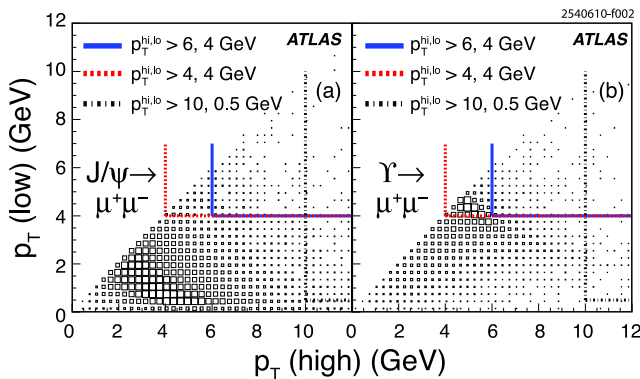 2540610-f002
p_T^{hi,lo} > 6, 4 GeV
ATLAS
p_T^{hi,lo} > 4, 4 GeV
p_T^{hi,lo} > 10, 0.5 GeV
(a)
J/ψ→
μ⁺μ⁻
p_T^{hi,lo} > 6, 4 GeV
ATLAS
p_T^{hi,lo} > 4, 4 GeV
p_T^{hi,lo} > 10, 0.5 GeV
(b)
ϒ→
μ⁺μ⁻
p_T (low) (GeV)
12
10
8
6
4
2
0
0 2 4 6 8 10 0 2 4 6 8 10 12
p_T (high) (GeV)